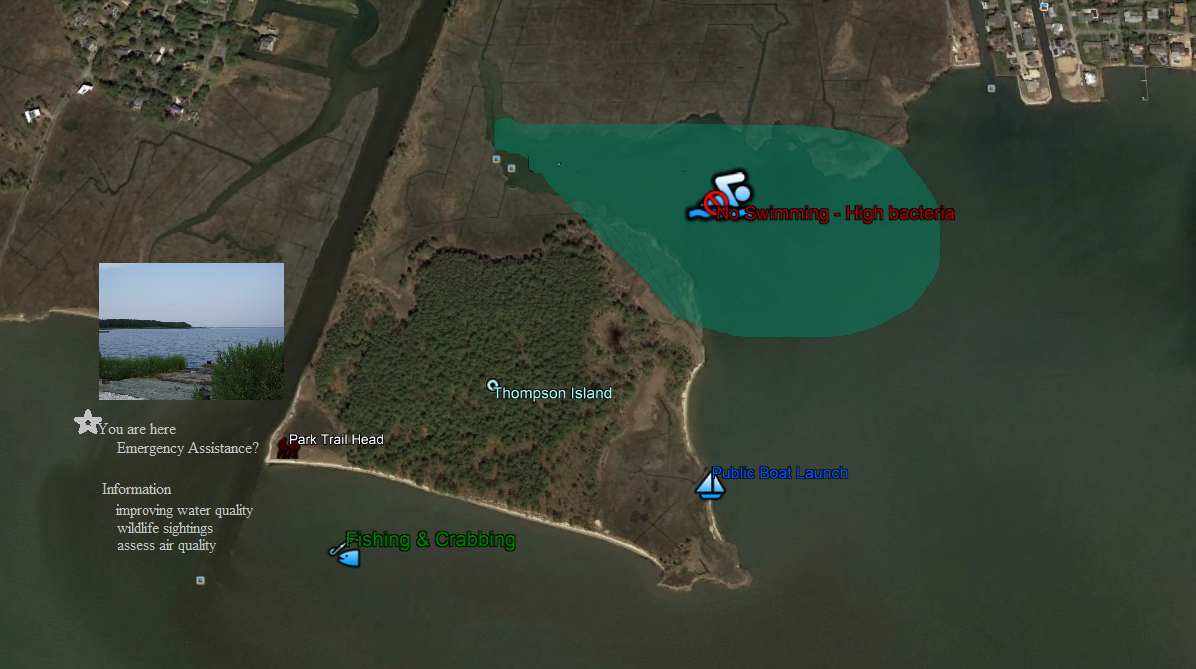 No Swimming - High bacteria
Thompson Island
You are here
Emergency Assistance?
Park Trail Head
Public Boat Launch
Information
improving water quality
wildlife sightings
assess air quality
Fishing & Crabbing